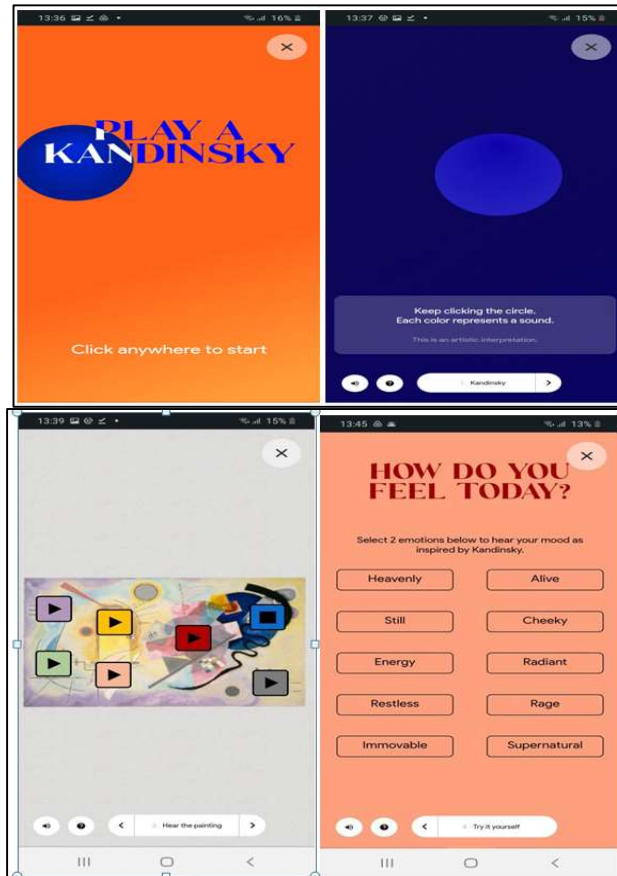 13:36
16%
PLAY A
KANDINSKY
Click anywhere to start
13:37
15%
Keep clicking the circle.
Each color represents a sound.
This is an artistic interpretation.
Kandinsky
13:39
15%
Hear the painting
13:45
13%
HOW DO YOU
FEEL TODAY?
Select 2 emotions below to hear your mood as
inspired by Kandinsky.
Heavenly
Alive
Still
Cheeky
Energy
Radiant
Restless
Rage
Immovable
Supernatural
Try it yourself